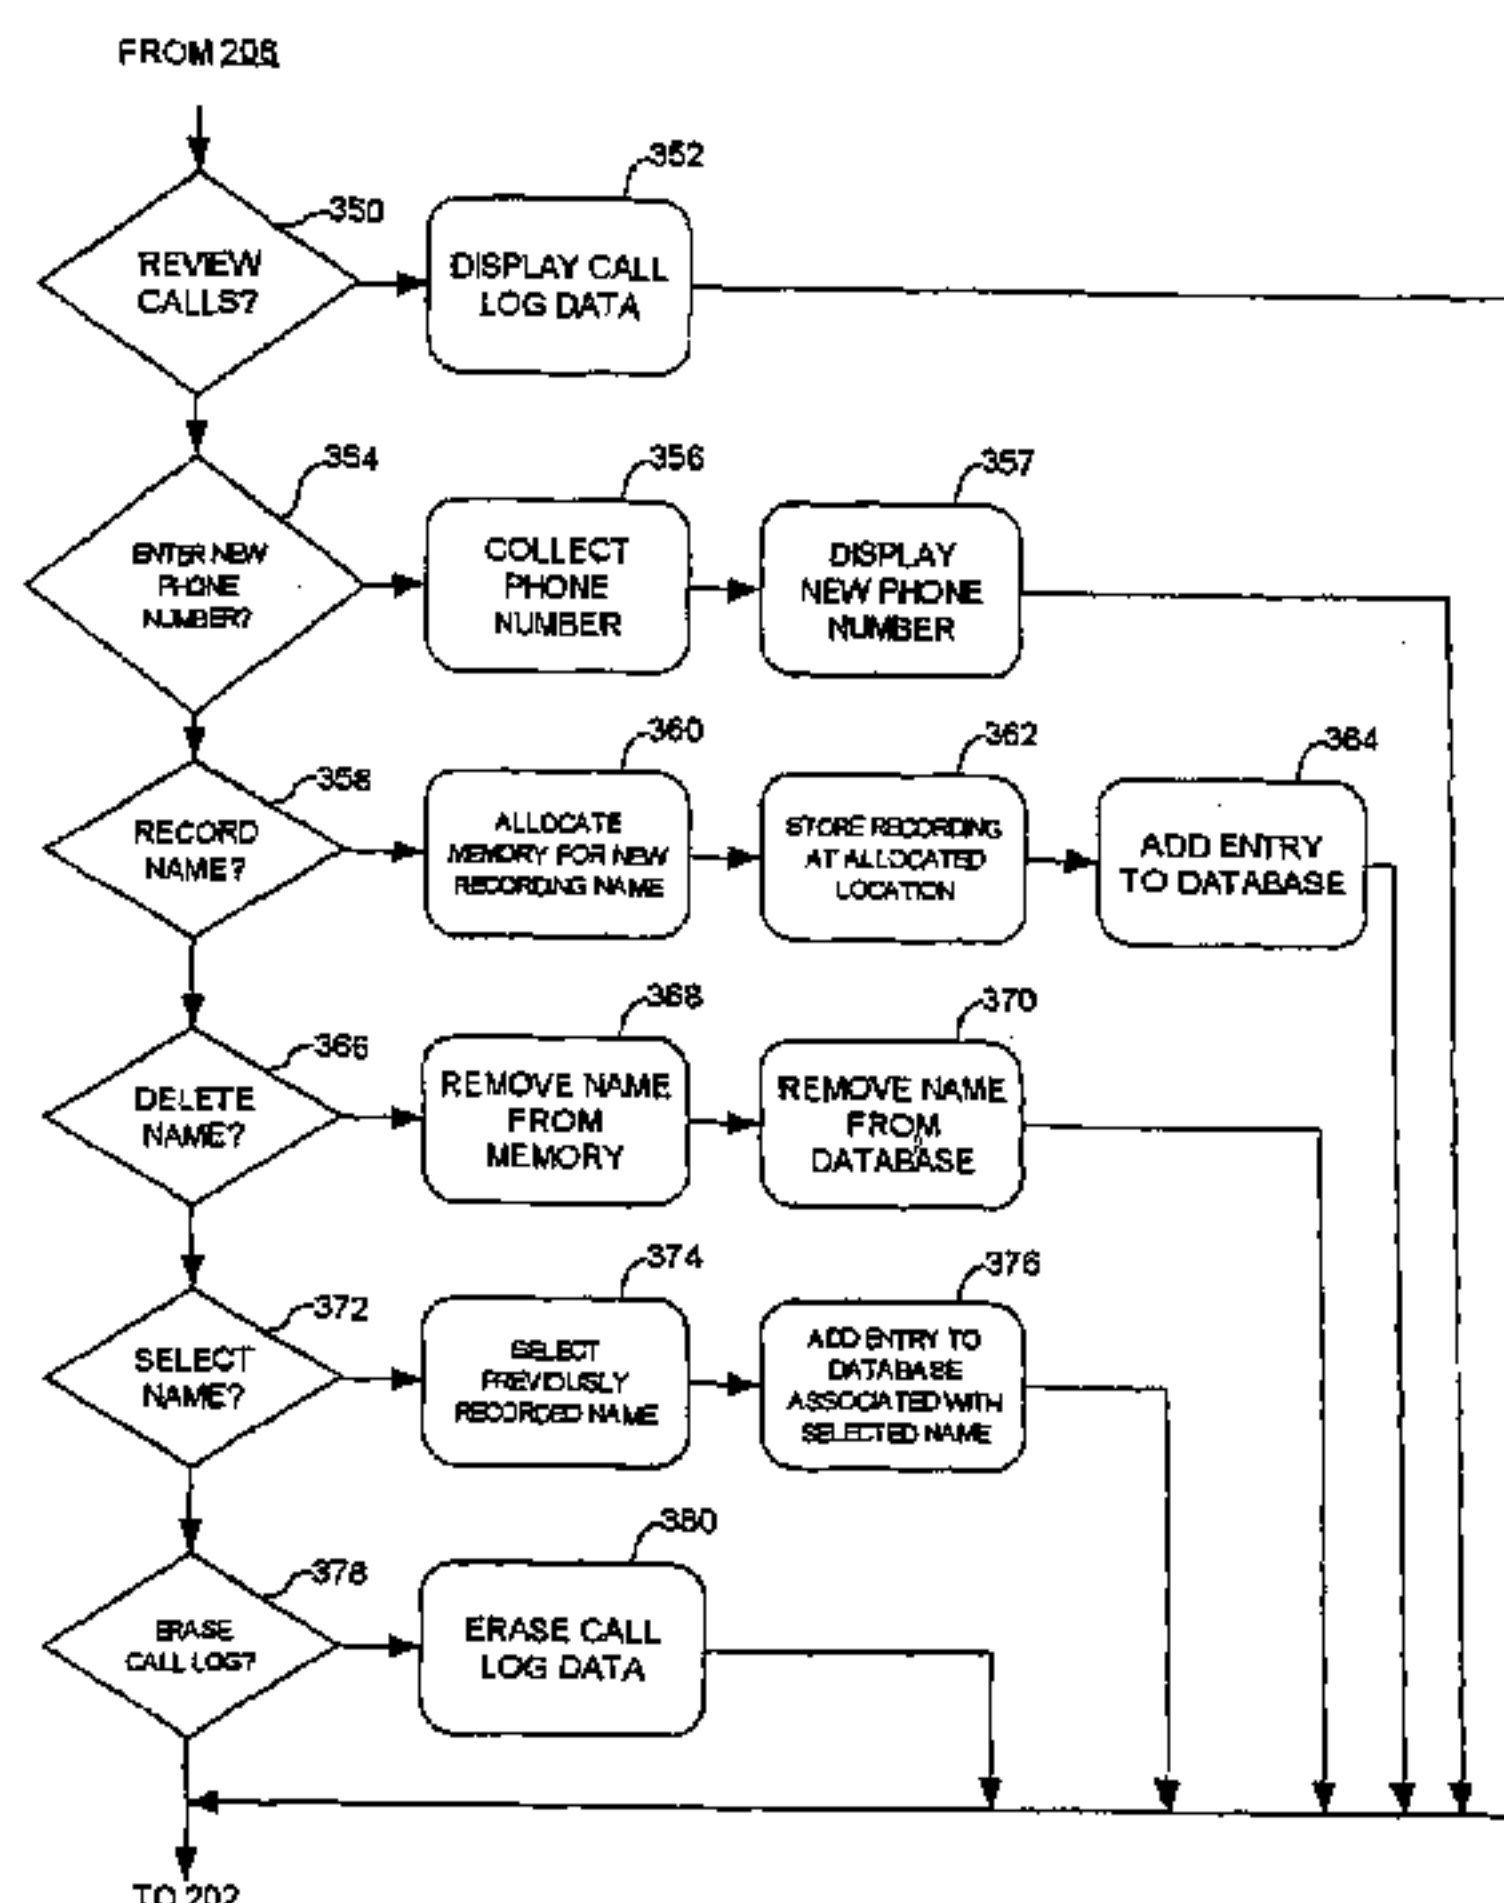 FROM 206
350
REVIEW
CALLS?
352
DISPLAY CALL
LOG DATA
354
ENTER NEW
PHONE
NUMBER?
356
COLLECT
PHONE
NUMBER
357
DISPLAY
NEW PHONE
NUMBER
358
RECORD
NAME?
360
ALLOCATE
MEMORY FOR NEW
RECORDING NAME
362
STORE RECORDING
AT ALLOCATED
LOCATION
364
ADD ENTRY
TO DATABASE
366
DELETE
NAME?
368
REMOVE NAME
FROM
MEMORY
370
REMOVE NAME
FROM
DATABASE
372
SELECT
NAME?
374
SELECT
PREVIOUSLY
RECORDED NAME
376
ADD ENTRY TO
DATABASE
ASSOCIATED WITH
SELECTED NAME
378
ERASE
CALL LOG?
380
ERASE CALL
LOG DATA
TO 202